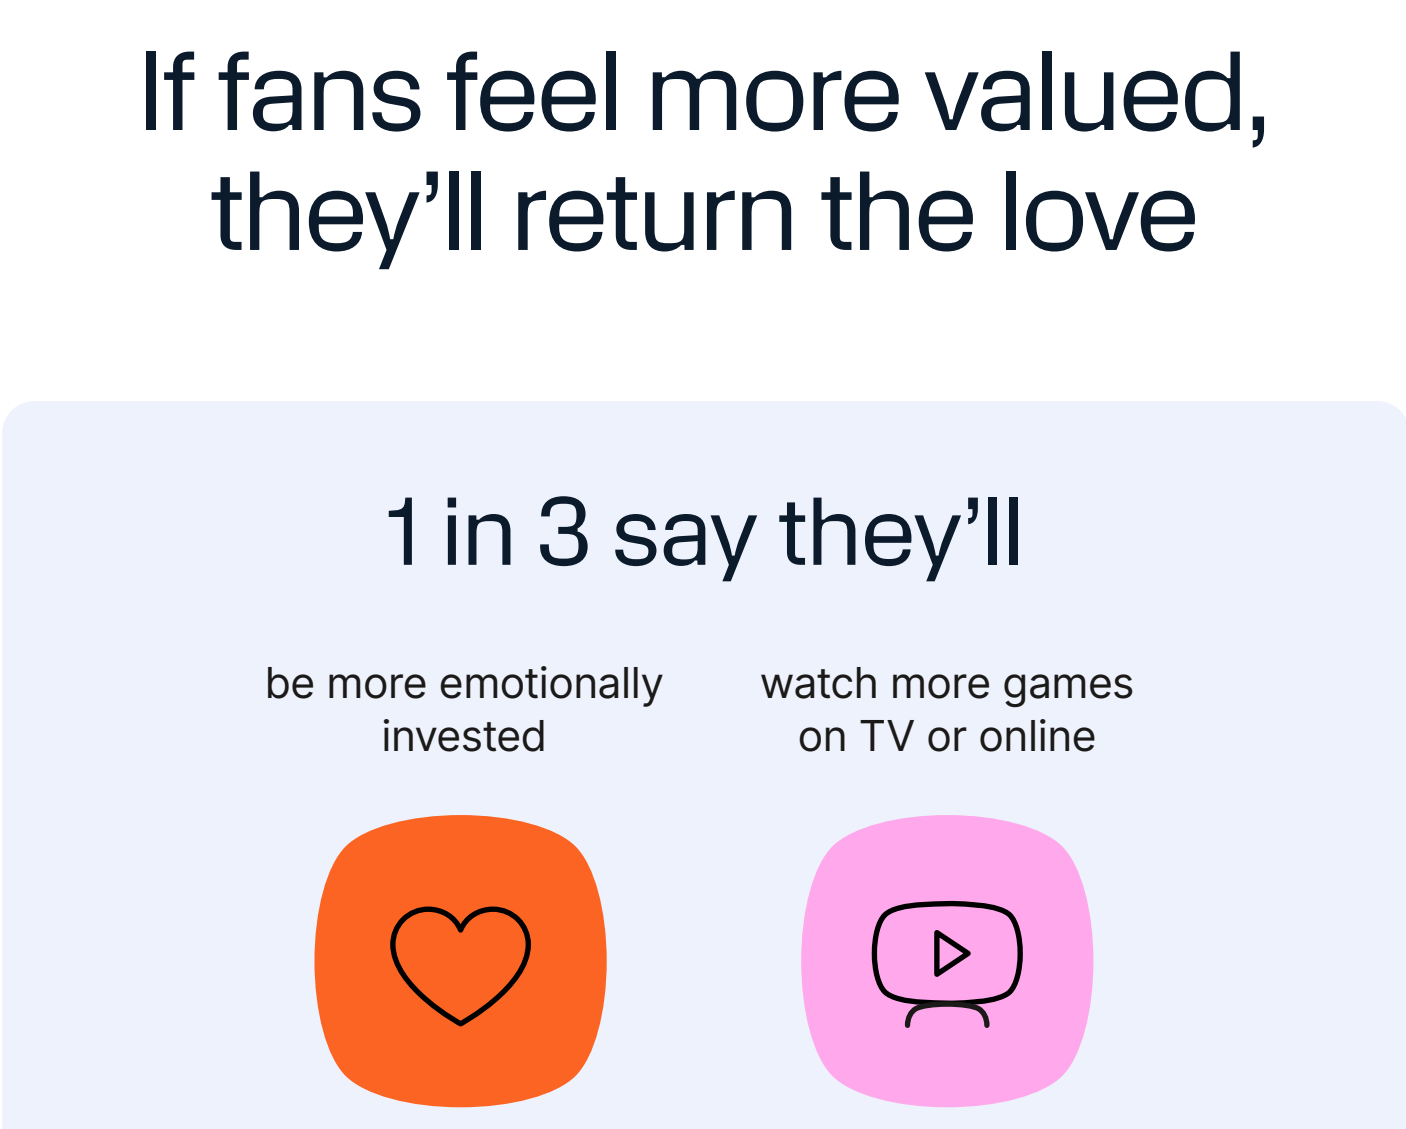 If fans feel more valued,
they’ll return the love
1 in 3 say they’ll
be more emotionally
invested
watch more games
on TV or online